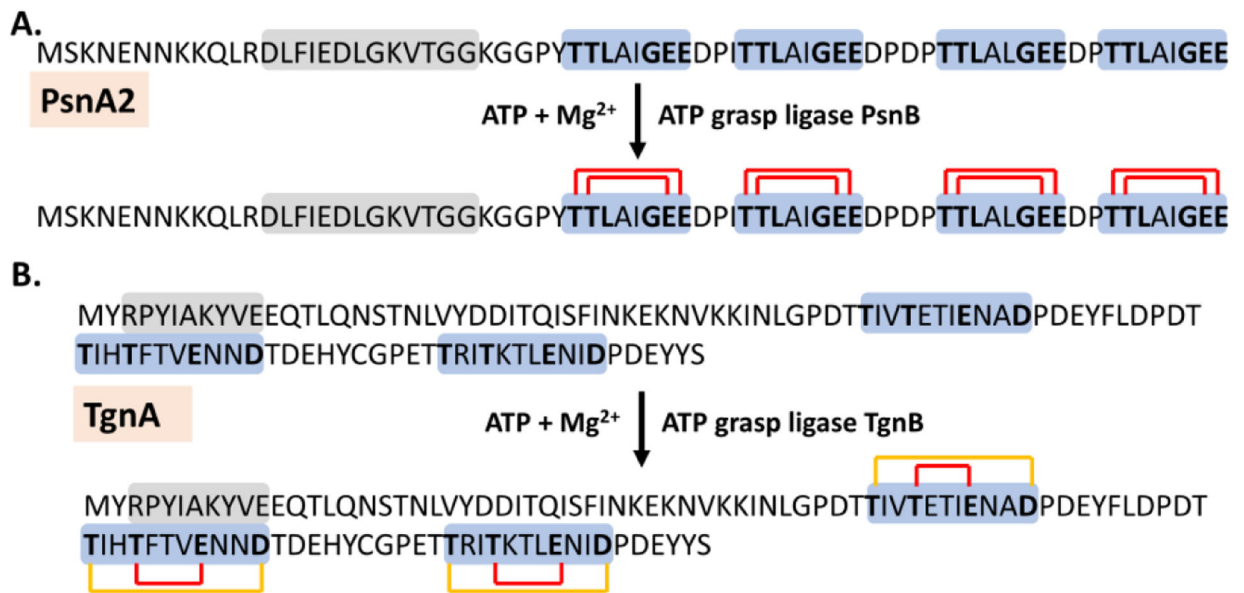 A.
MSKNENNKKQLRDLFIEDLGKVTGGKGGPYTTLAIGEEDPITTLAIGEEDPDPTTLALGEEDPTTLAIGEE
PsnA2
ATP + Mg²⁺ ATP grasp ligase PsnB
MSKNENNKKQLRDLFIEDLGKVTGGKGGPYTTLAIGEEDPITTLAIGEEDPDPTTLALGEEDPTTLAIGEE
B.
MYRPYIAKYVEEQTLQNSTNLVYDDITQISFINKEKNVKKINLGPDTTIVTETIENADPDEYFLDPDT
TIHTFTVENNDTDEHYCGPETTRITKTLENIDPDEYYS
TgnA
ATP + Mg²⁺ ATP grasp ligase TgnB
MYRPYIAKYVEEQTLQNSTNLVYDDITQISFINKEKNVKKINLGPDTTIVTETIENADPDEYFLDPDT
TIHTFTVENNDTDEHYCGPETTRITKTLENIDPDEYYS